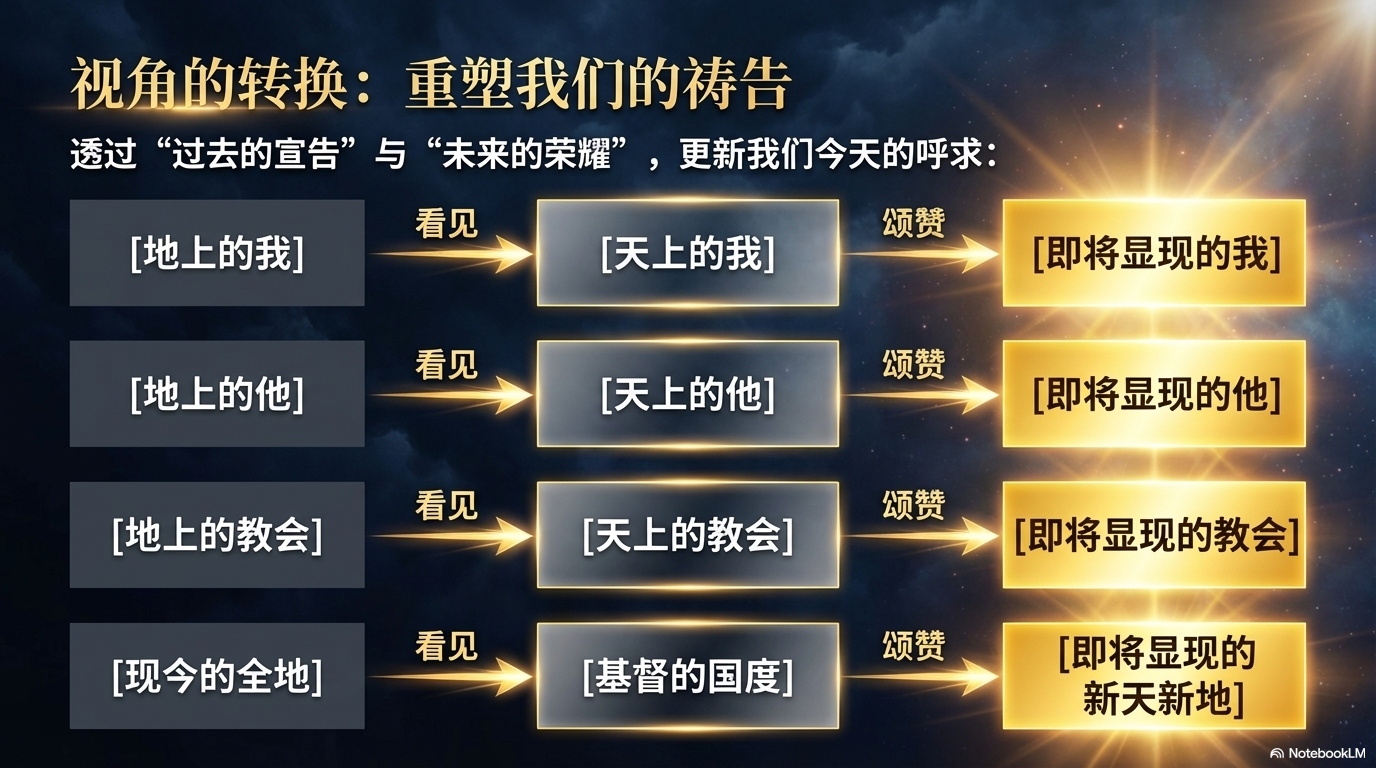 视角的转换：重塑我们的祷告
透过“过去的宣告”与“未来的荣耀”，更新我们今天的呼求：
[地上的我]
看见
[天上的我]
颂赞
[即将显现的我]
[地上的他]
看见
[天上的他]
颂赞
[即将显现的他]
[地上的教会]
看见
[天上的教会]
颂赞
[即将显现的教会]
[现今的全地]
看见
[基督的国度]
颂赞
[即将显现的
新天新地]
NotebookLM